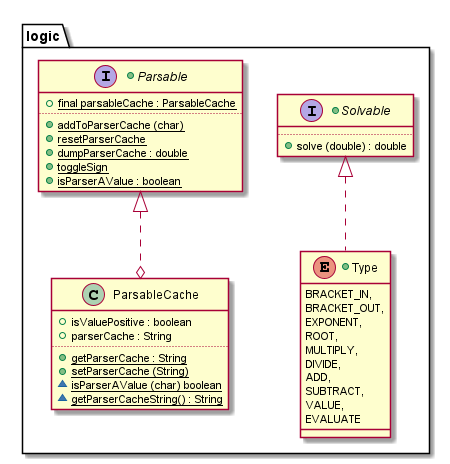 logic
I Parsable
final parsableCache : ParsableCache
addToParserCache (char)
resetParserCache
dumpParserCache : double
toggleSign
isParserAValue : boolean
I Solvable
solve (double) : double
C ParsableCache
isValuePositive : boolean
parserCache : String
getParserCache : String
setParserCache (String)
isParserAValue (char) boolean
getParserCacheString() : String
E Type
BRACKET_IN,
BRACKET_OUT,
EXPONENT,
ROOT,
MULTIPLY,
DIVIDE,
ADD,
SUBTRACT,
VALUE,
EVALUATE